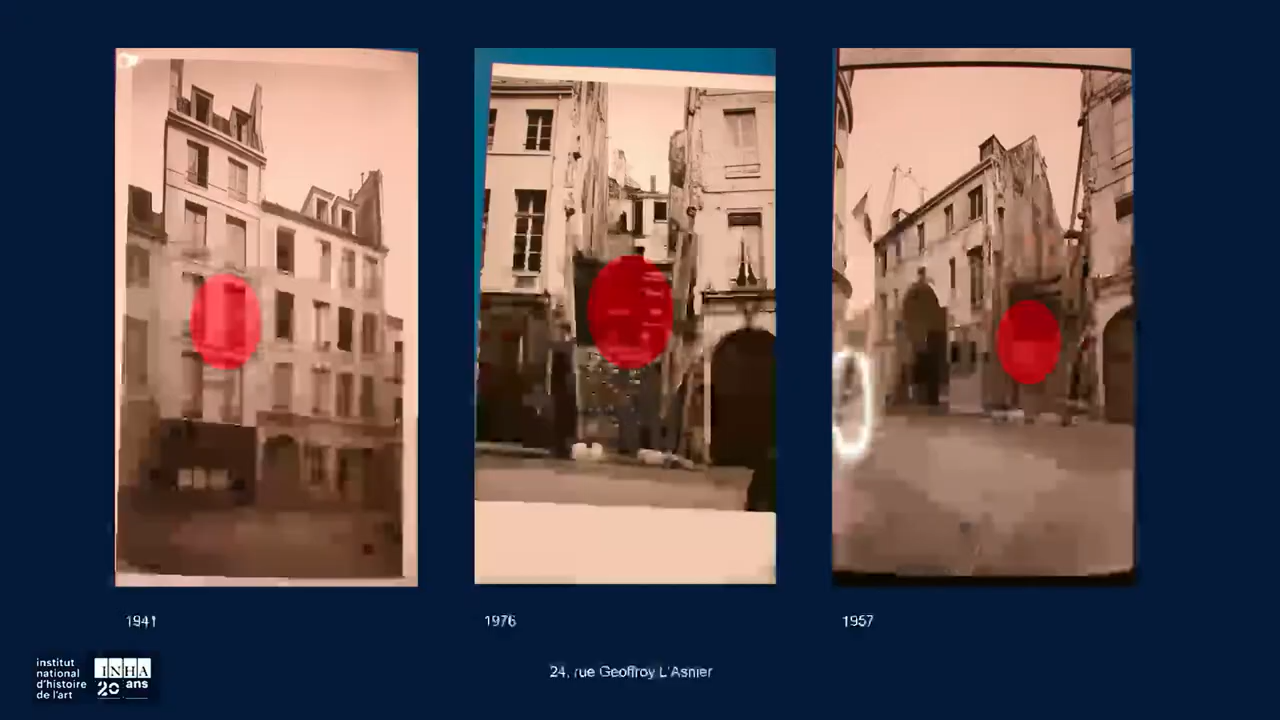 1941
1976
1957
24, rue Geoffroy L'Asnier
institut
national
d'histoire
de l'art
INHA
20 ans